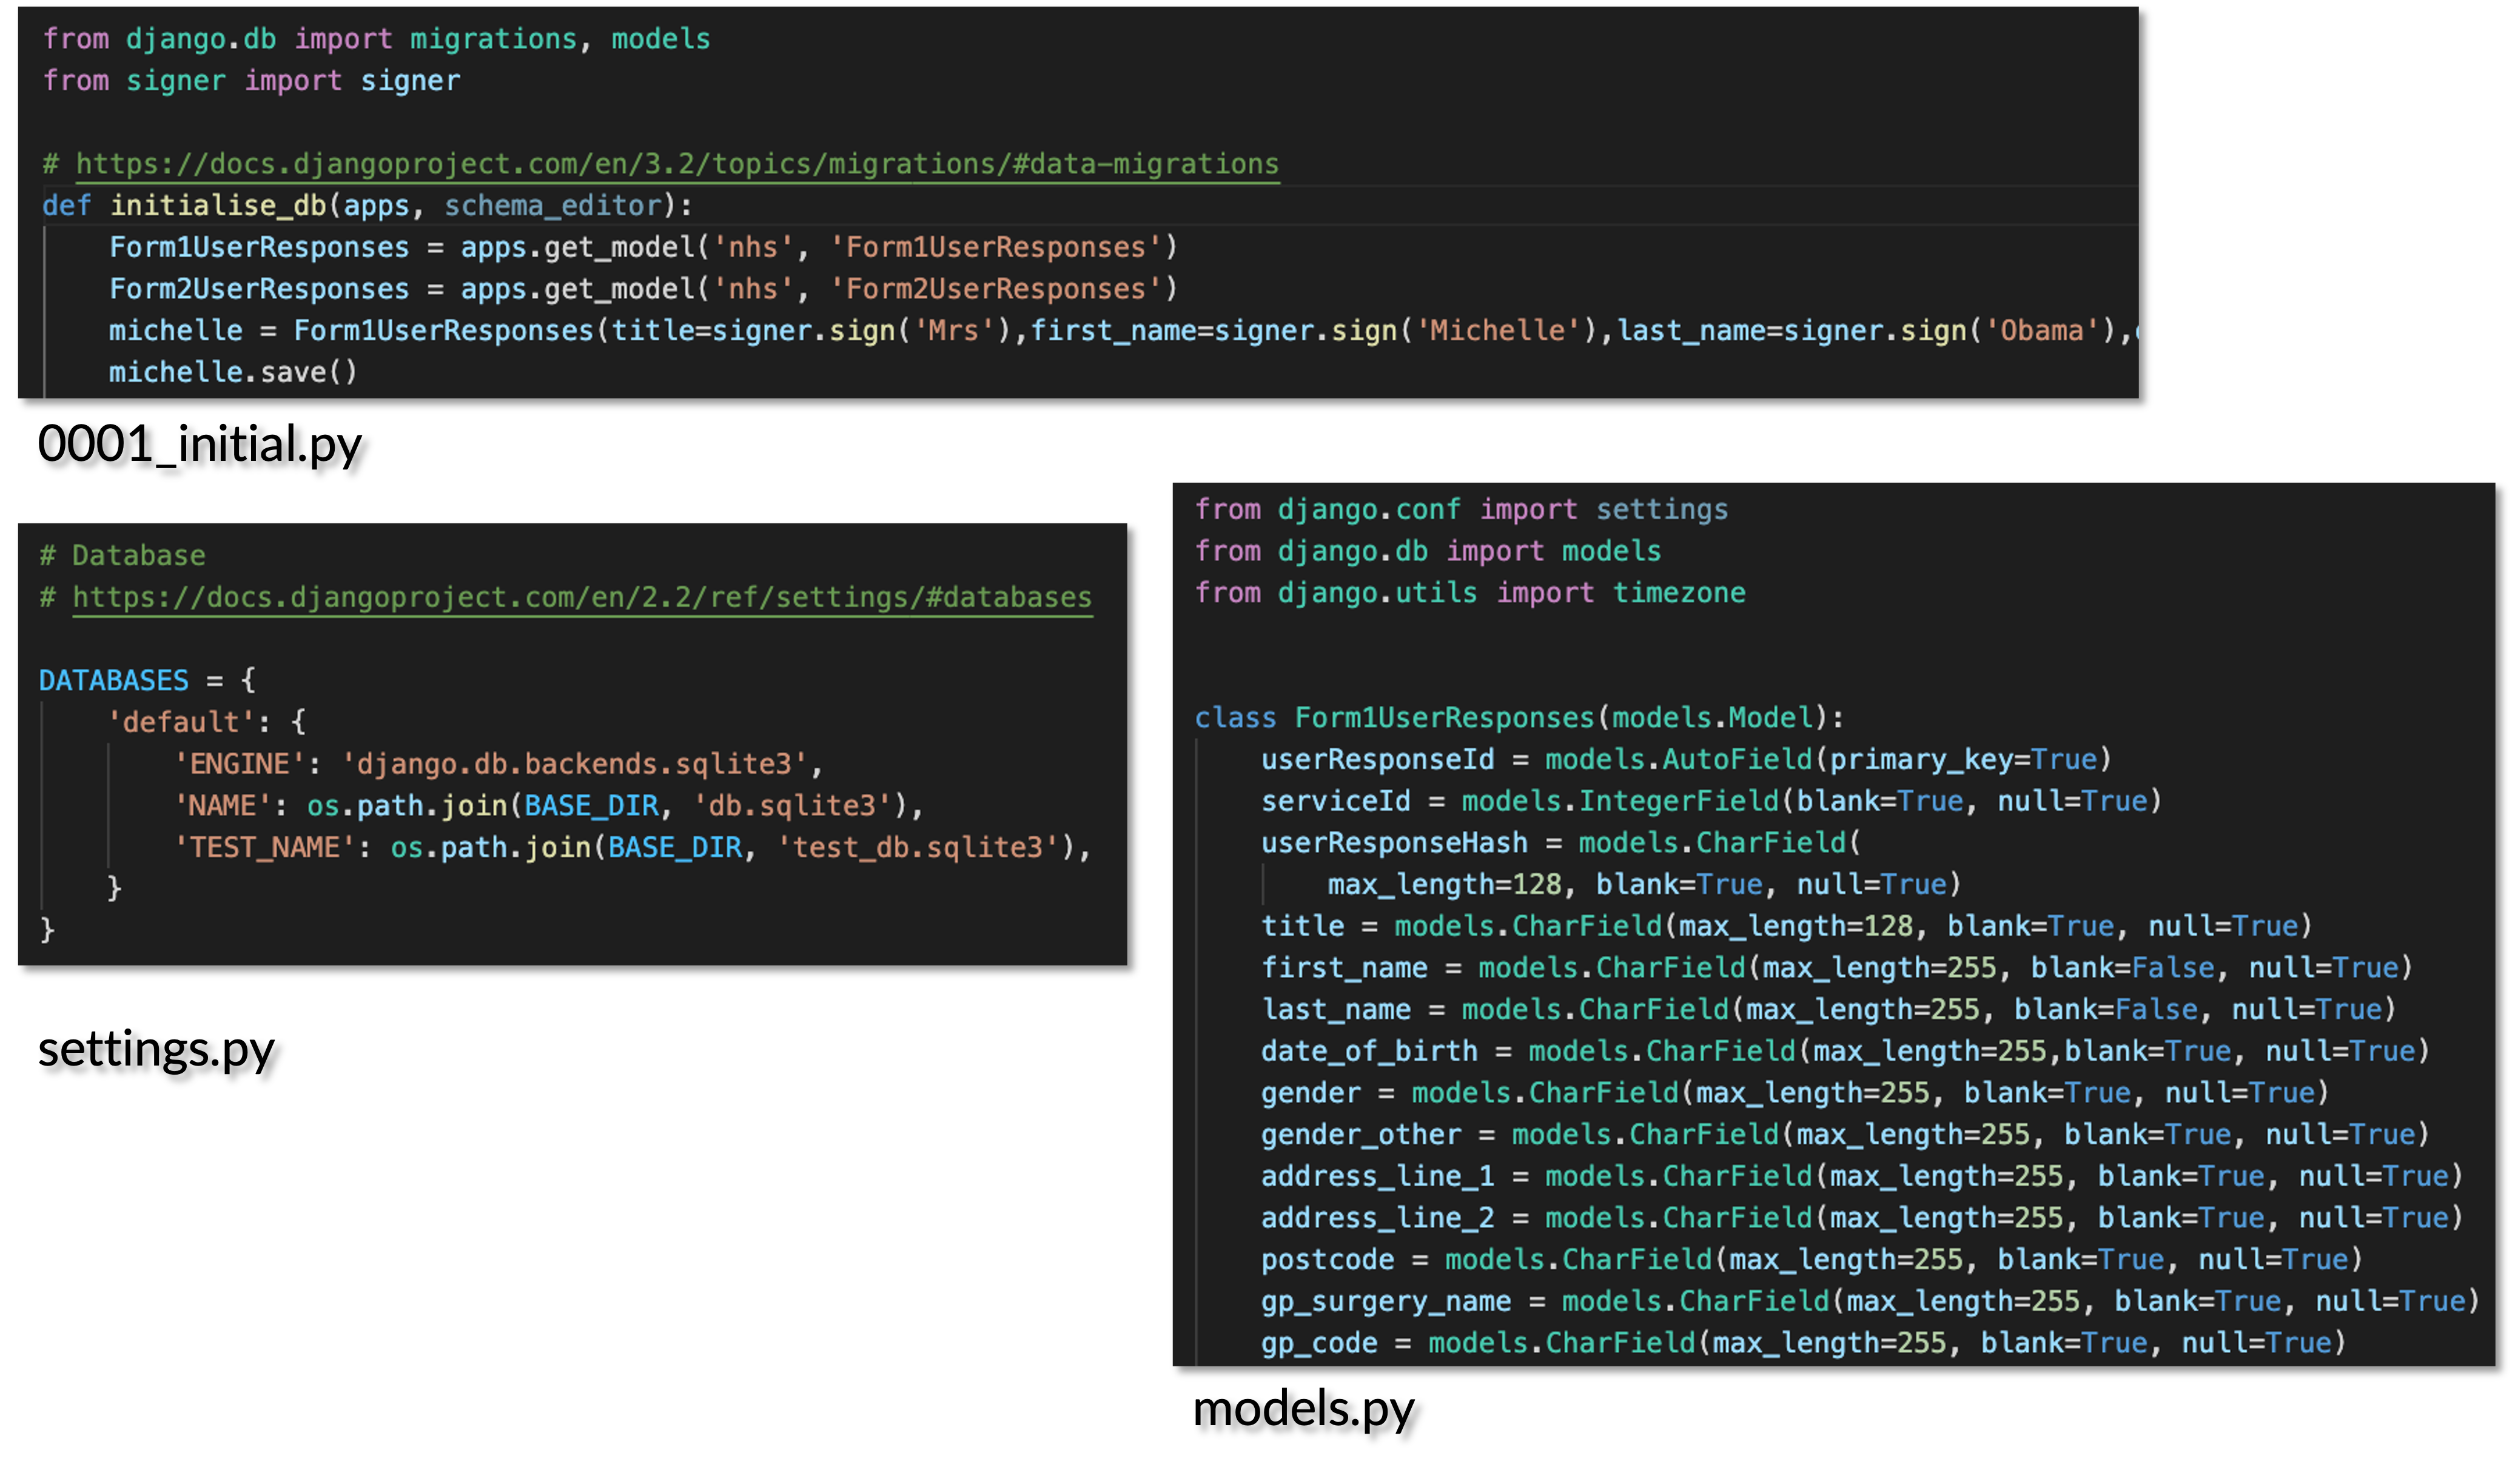 from django.db import migrations, models
from signer import signer
# https://docs.djangoproject.com/en/3.2/topics/migrations/#data-migrations
def initialise_db(apps, schema_editor):
    Form1UserResponses = apps.get_model('nhs', 'Form1UserResponses')
    Form2UserResponses = apps.get_model('nhs', 'Form2UserResponses')
    michelle = Form1UserResponses(title=signer.sign('Mrs'),first_name=signer.sign('Michelle'),last_name=signer.sign('Obama'),
    michelle.save()
0001_initial.py
# Database
# https://docs.djangoproject.com/en/2.2/ref/settings/#databases
DATABASES = {
    'default': {
        'ENGINE': 'django.db.backends.sqlite3',
        'NAME': os.path.join(BASE_DIR, 'db.sqlite3'),
        'TEST_NAME': os.path.join(BASE_DIR, 'test_db.sqlite3'),
    }
}
settings.py
from django.conf import settings
from django.db import models
from django.utils import timezone
class Form1UserResponses(models.Model):
    userResponseId = models.AutoField(primary_key=True)
    serviceId = models.IntegerField(blank=True, null=True)
    userResponseHash = models.CharField(
        max_length=128, blank=True, null=True)
    title = models.CharField(max_length=128, blank=True, null=True)
    first_name = models.CharField(max_length=255, blank=False, null=True)
    last_name = models.CharField(max_length=255, blank=False, null=True)
    date_of_birth = models.CharField(max_length=255,blank=True, null=True)
    gender = models.CharField(max_length=255, blank=True, null=True)
    gender_other = models.CharField(max_length=255, blank=True, null=True)
    address_line_1 = models.CharField(max_length=255, blank=True, null=True)
    address_line_2 = models.CharField(max_length=255, blank=True, null=True)
    postcode = models.CharField(max_length=255, blank=True, null=True)
    gp_surgery_name = models.CharField(max_length=255, blank=True, null=True)
    gp_code = models.CharField(max_length=255, blank=True, null=True)
models.py